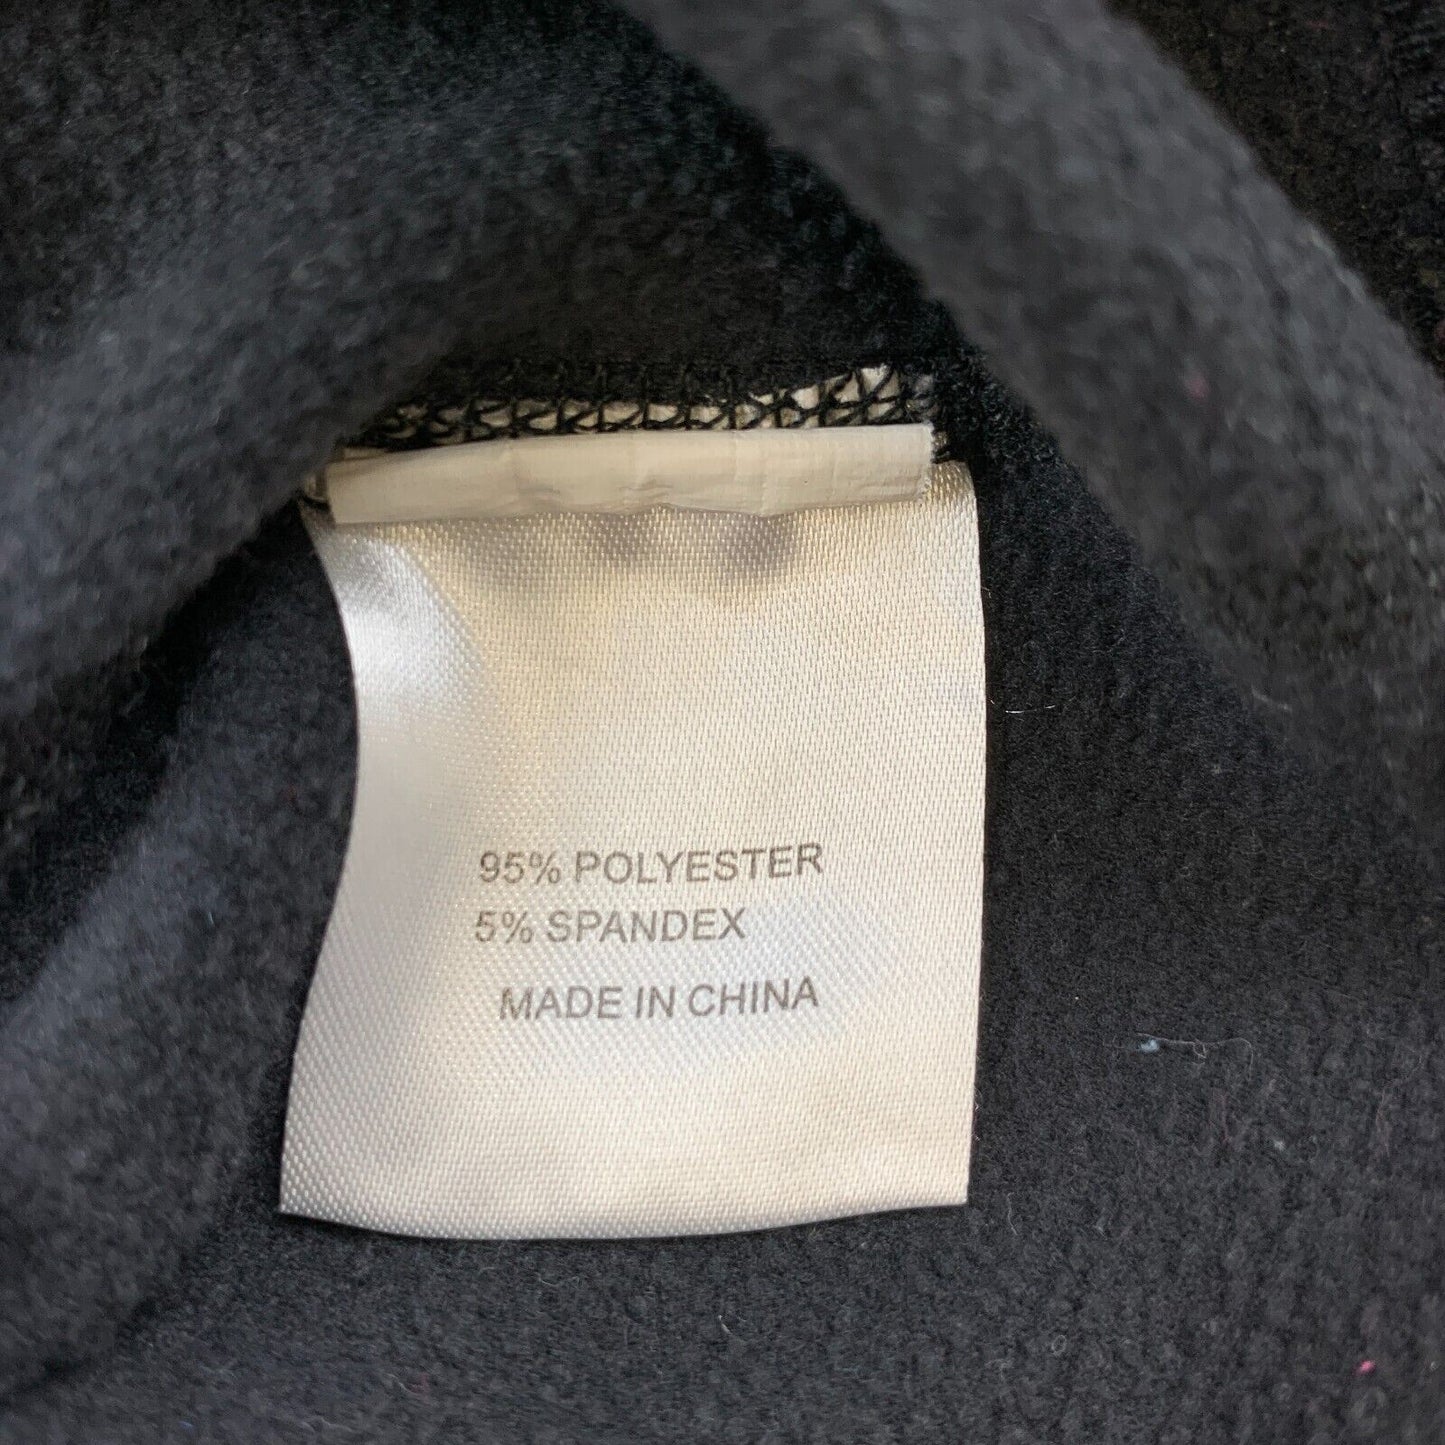 95% POLYESTER
5% SPANDEX
MADE IN CHINA